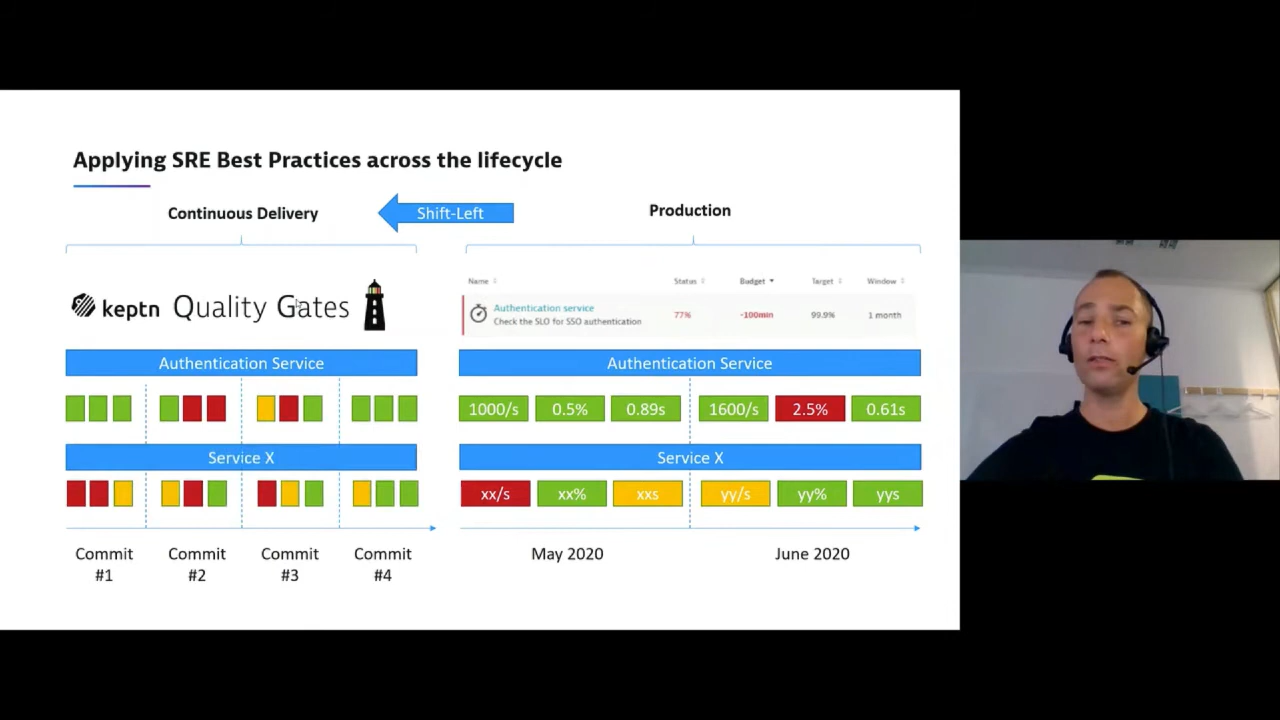 Applying SRE Best Practices across the lifecycle
Continuous Delivery
Shift-Left
Production
keptn Quality Gates
Name Status Budget Target Window
Authentication service
Check the SLO for SSO authentication
77% -100min 99.9% 1 month
Authentication Service
Authentication Service
1000/s 0.5% 0.89s 1600/s 2.5% 0.61s
Service X
Service X
xx/s xx% xxs yy/s yy% yys
Commit #1
Commit #2
Commit #3
Commit #4
May 2020
June 2020